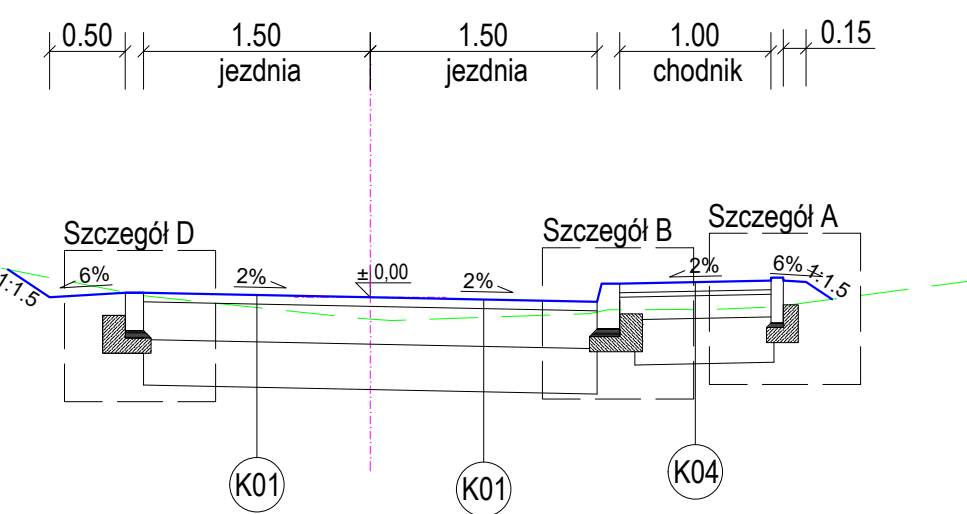 0.50 1.50 1.50 1.00 0.15
jezdnia jezdnia chodnik
Szczegół D Szczegół B Szczegół A
1:1.5 6% 2% ± 0,00 2% 2% 6% 1:1.5
K01 K01 K04